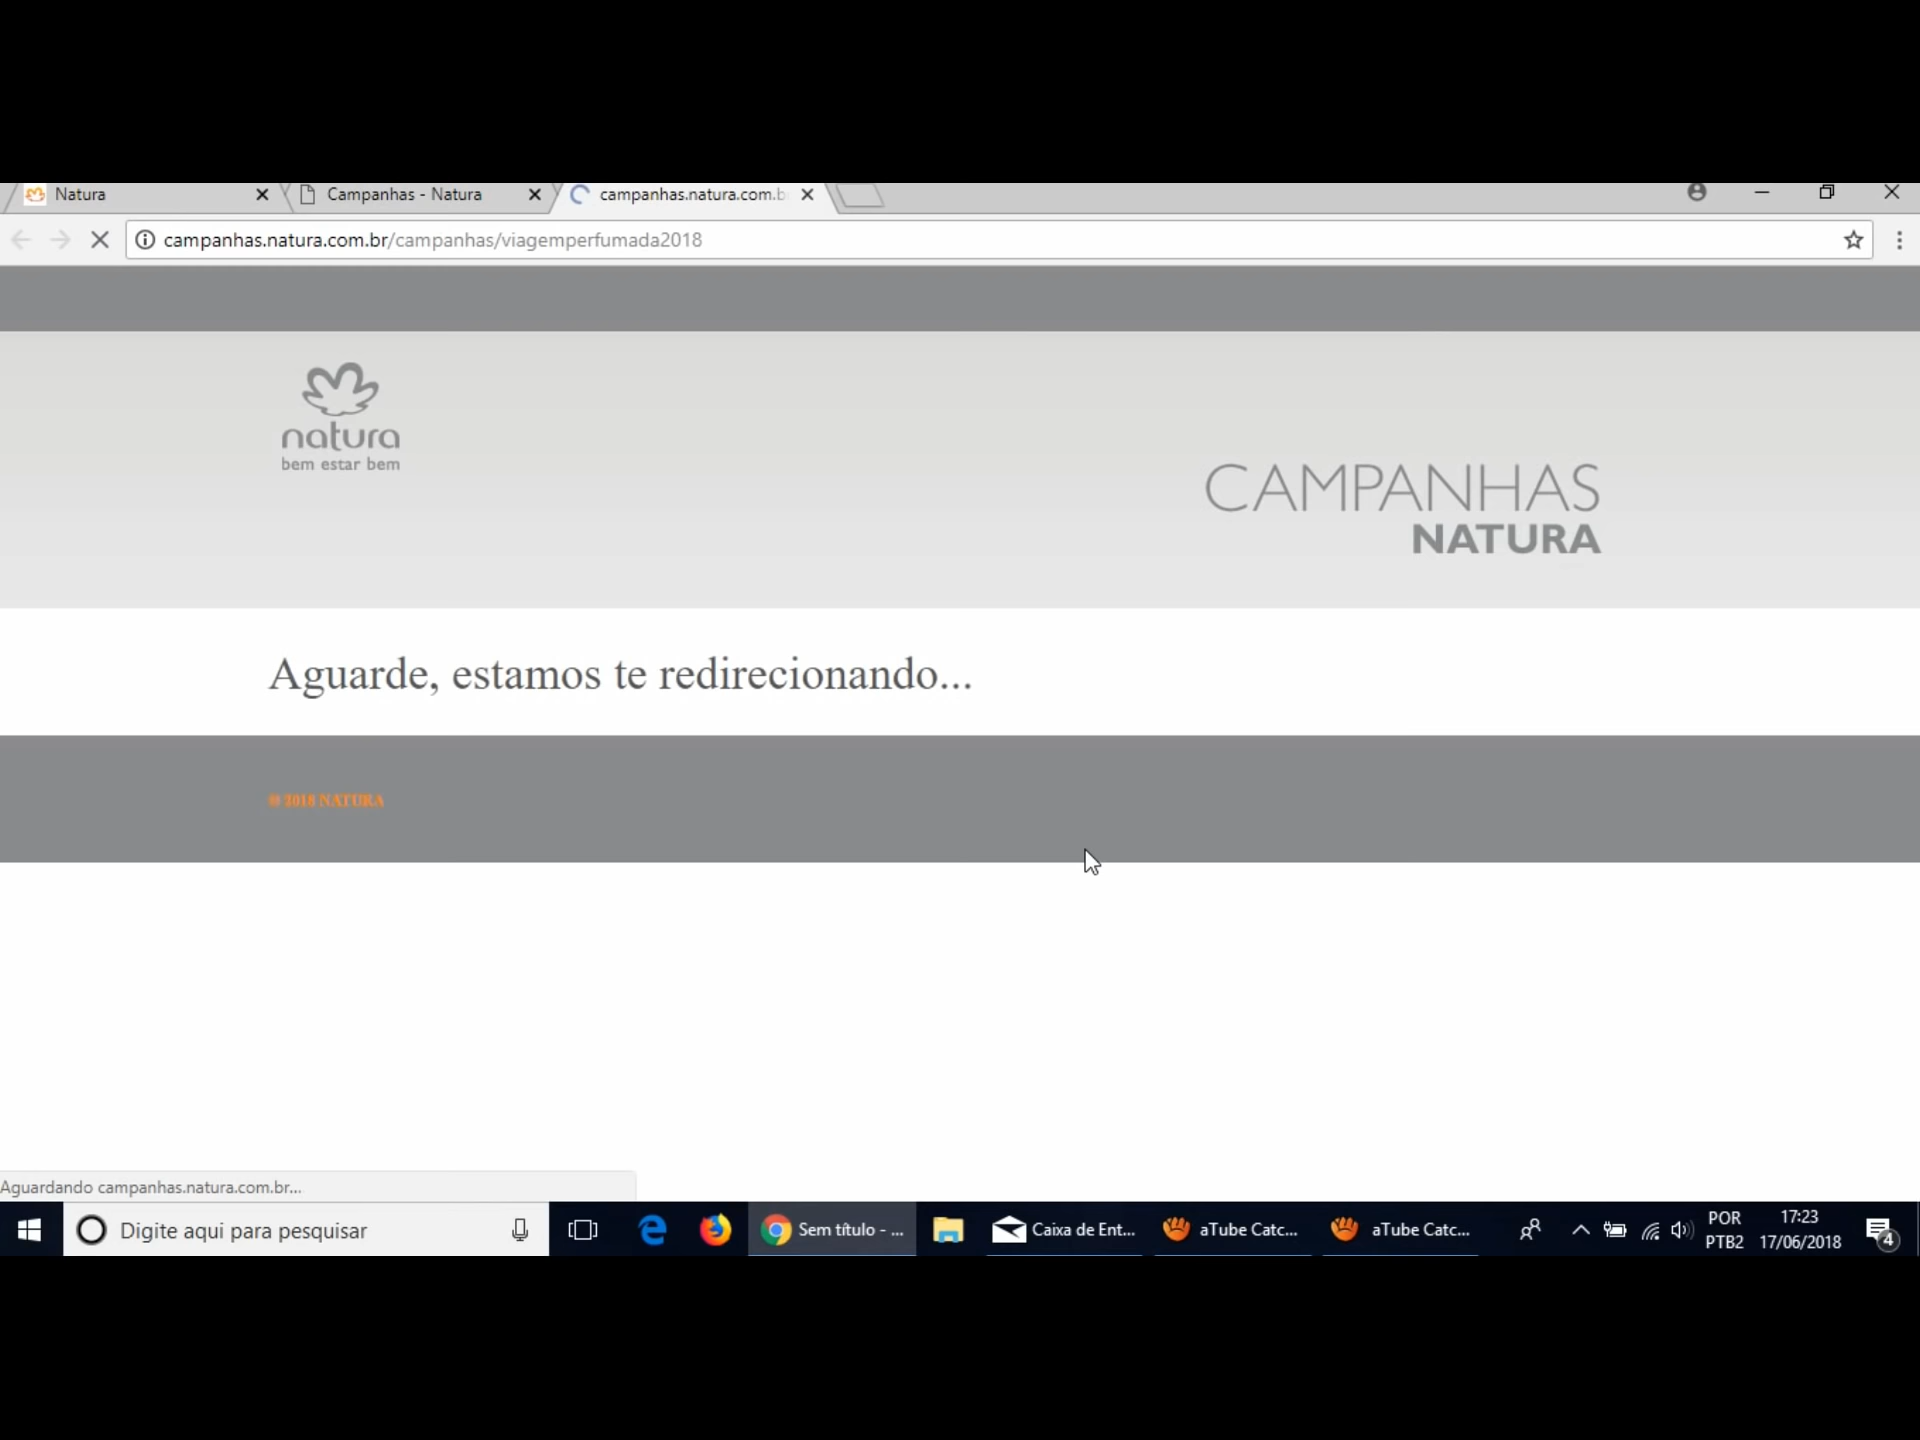 Natura
Campanhas - Natura
campanhas.natura.com.b
campanhas.natura.com.br/campanhas/viagemperfumada2018
natura
bem estar bem
CAMPANHAS
NATURA
Aguarde, estamos te redirecionando...
© 2018 NATURA
Aguardando campanhas.natura.com.br...
Digite aqui para pesquisar
Sem título - ...
Caixa de Ent...
aTube Catc...
aTube Catc...
POR
PTB2
17:23
17/06/2018
4